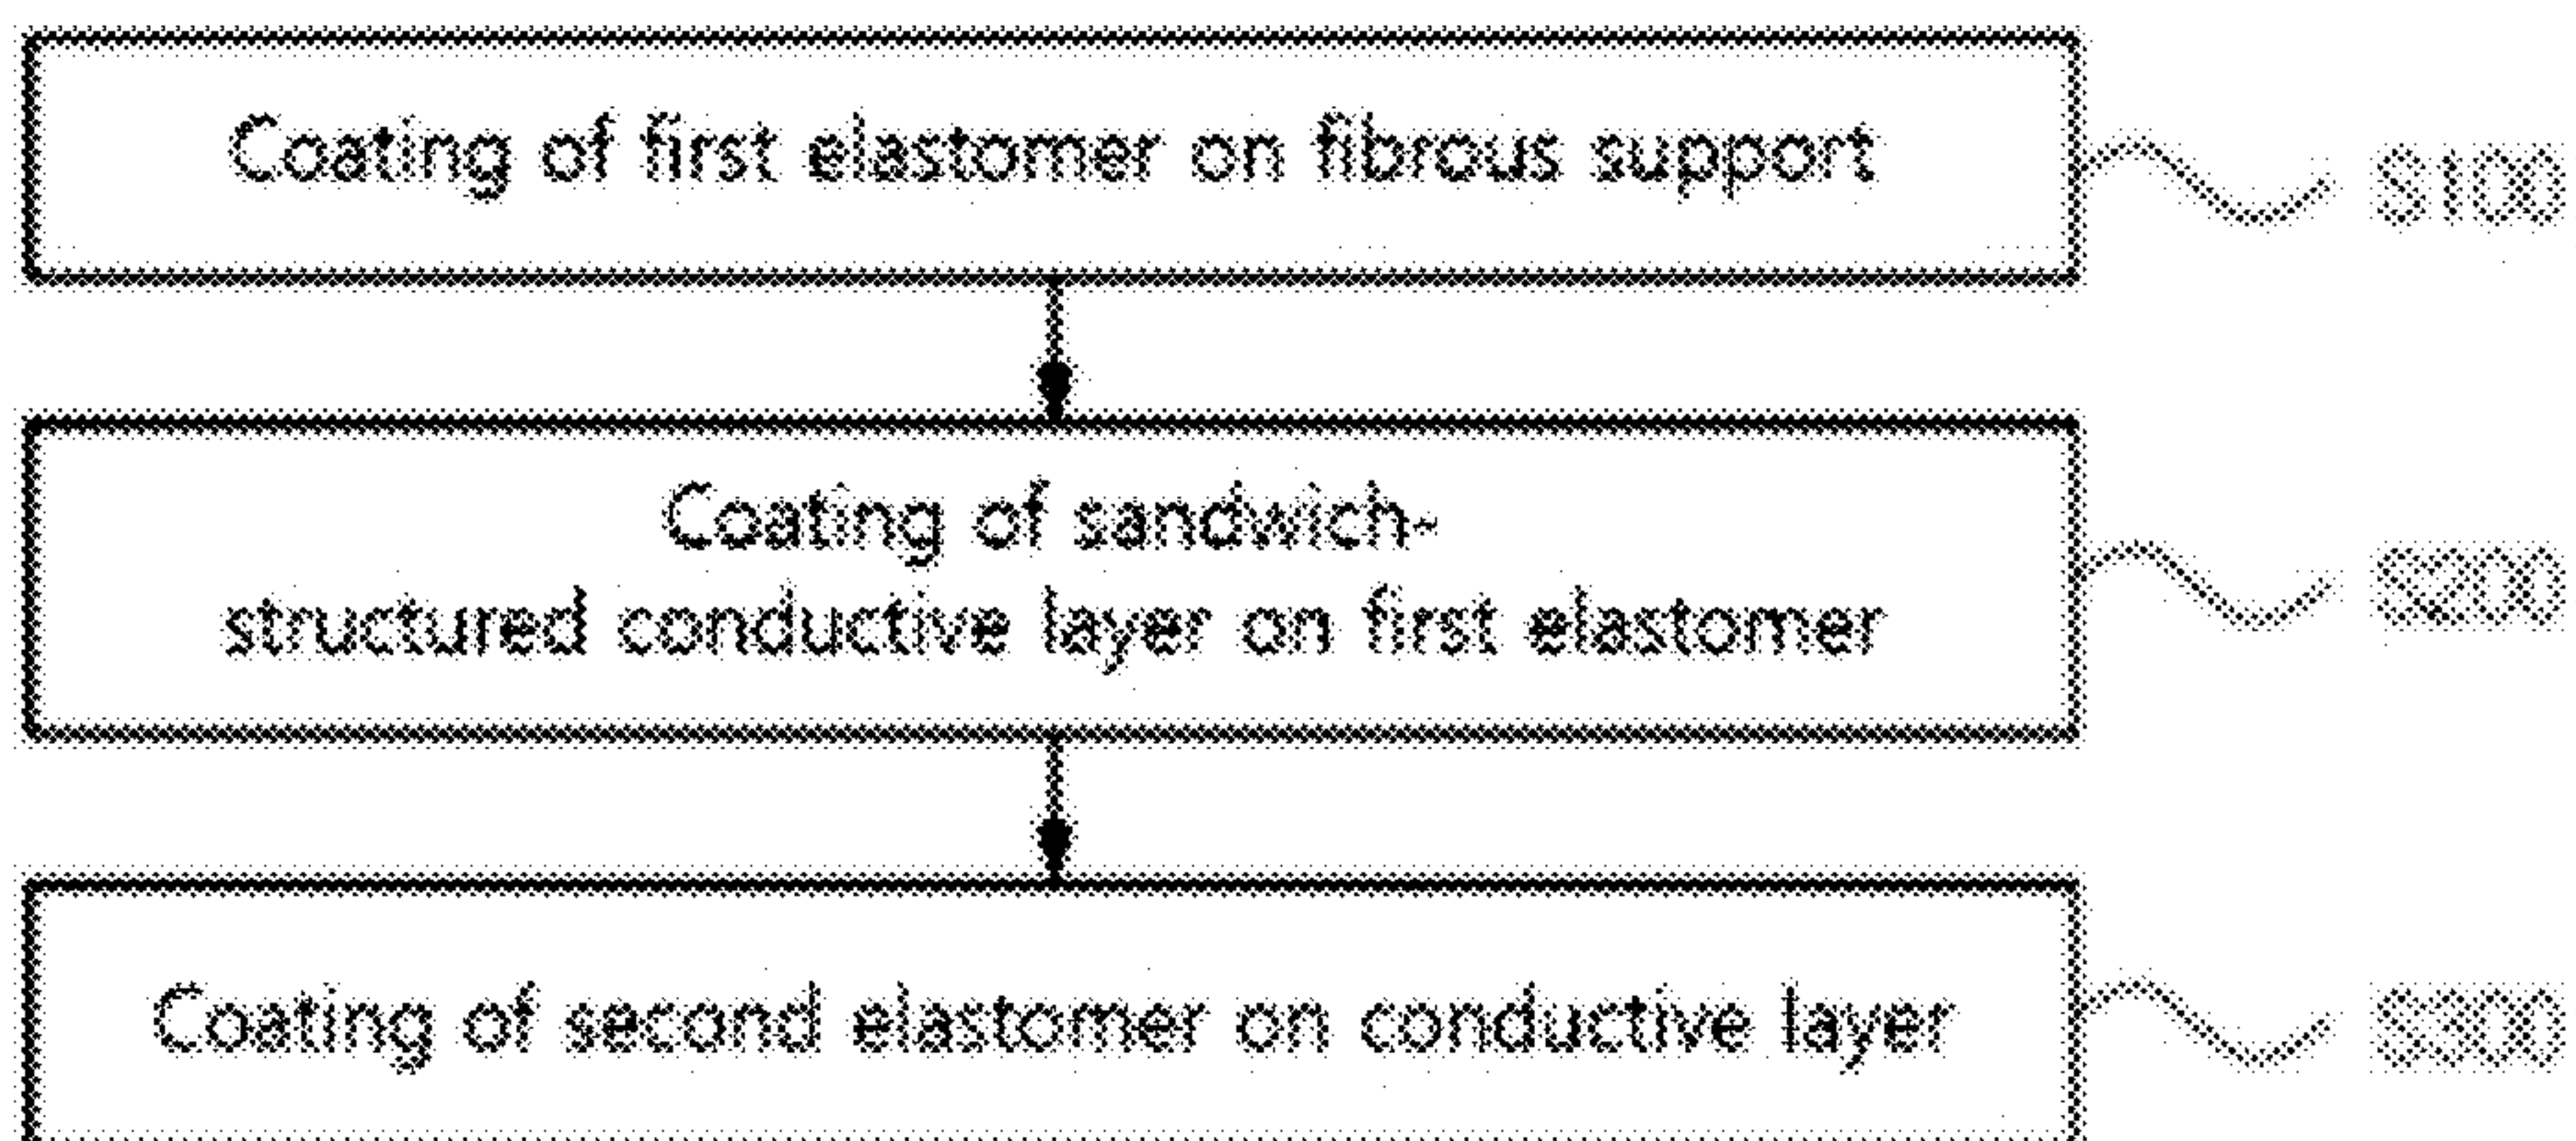 Coating of first elastomer on fibrous support
S100
Coating of sandwich-
structured conductive layer on first elastomer
S200
Coating of second elastomer on conductive layer
S300